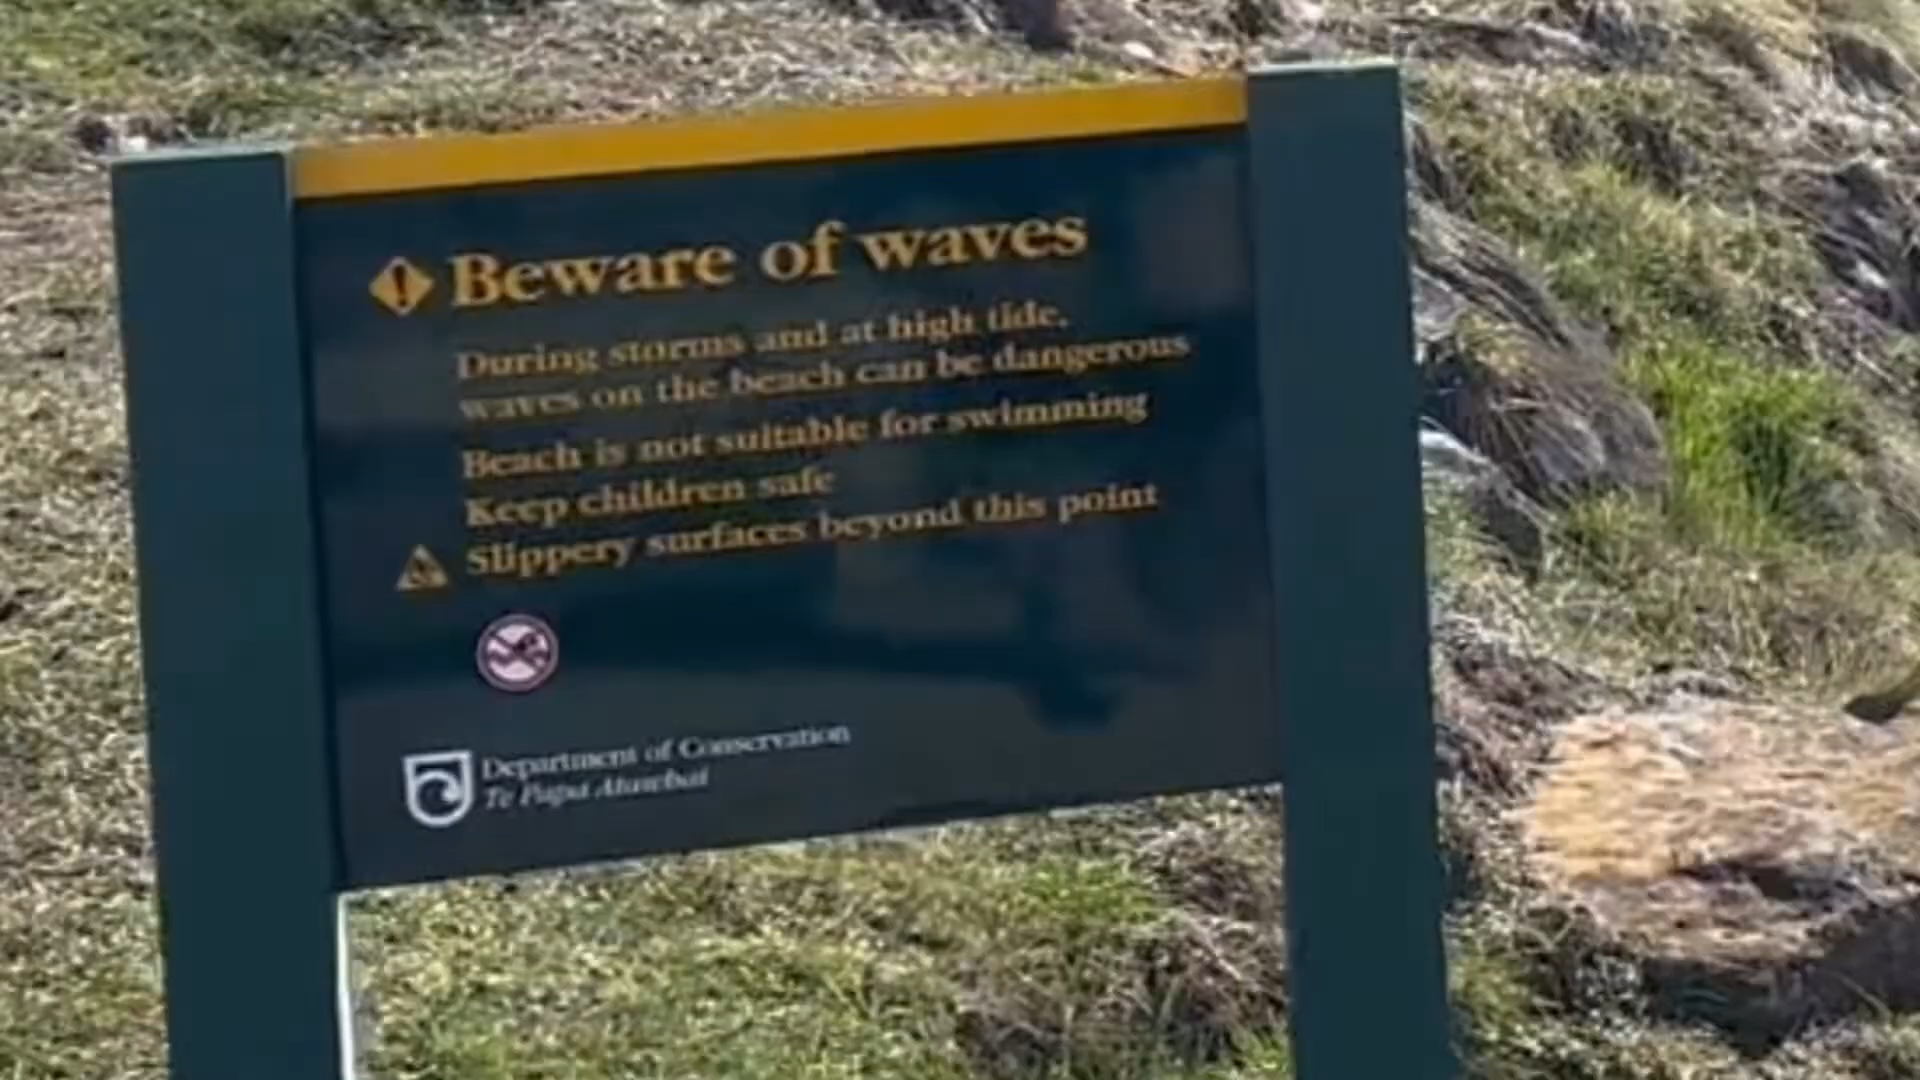 Beware of waves
During storms and at high tide,
waves on the beach can be dangerous
Beach is not suitable for swimming
Keep children safe
Slippery surfaces beyond this point
Department of Conservation
Te Papa Atawhai